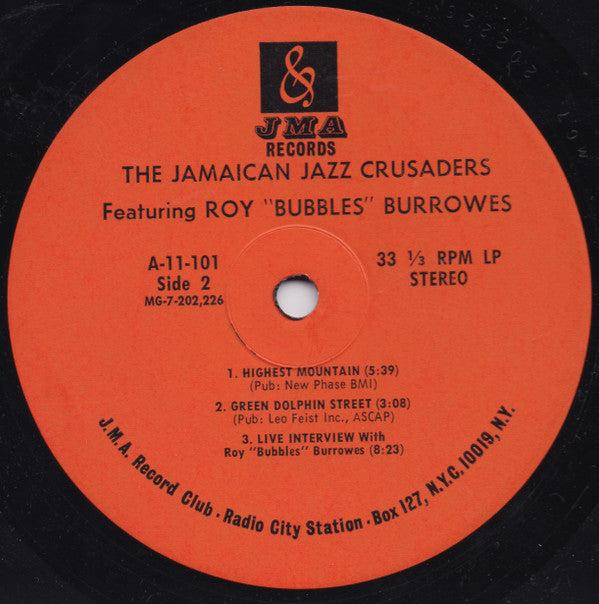 JMA
RECORDS
THE JAMAICAN JAZZ CRUSADERS
Featuring ROY "BUBBLES" BURROWES
A-11-101
Side 2
MG-7-202,226
33 ⅓ RPM LP
STEREO
1. HIGHEST MOUNTAIN (5:39)
(Pub: New Phase BMI)
2. GREEN DOLPHIN STREET (3:08)
(Pub: Leo Feist Inc., ASCAP)
3. LIVE INTERVIEW With
Roy "Bubbles" Burrowes (8:23)
J.M.A. Record Club · Radio City Station · Box 127, N.Y.C. 10019, N.Y.